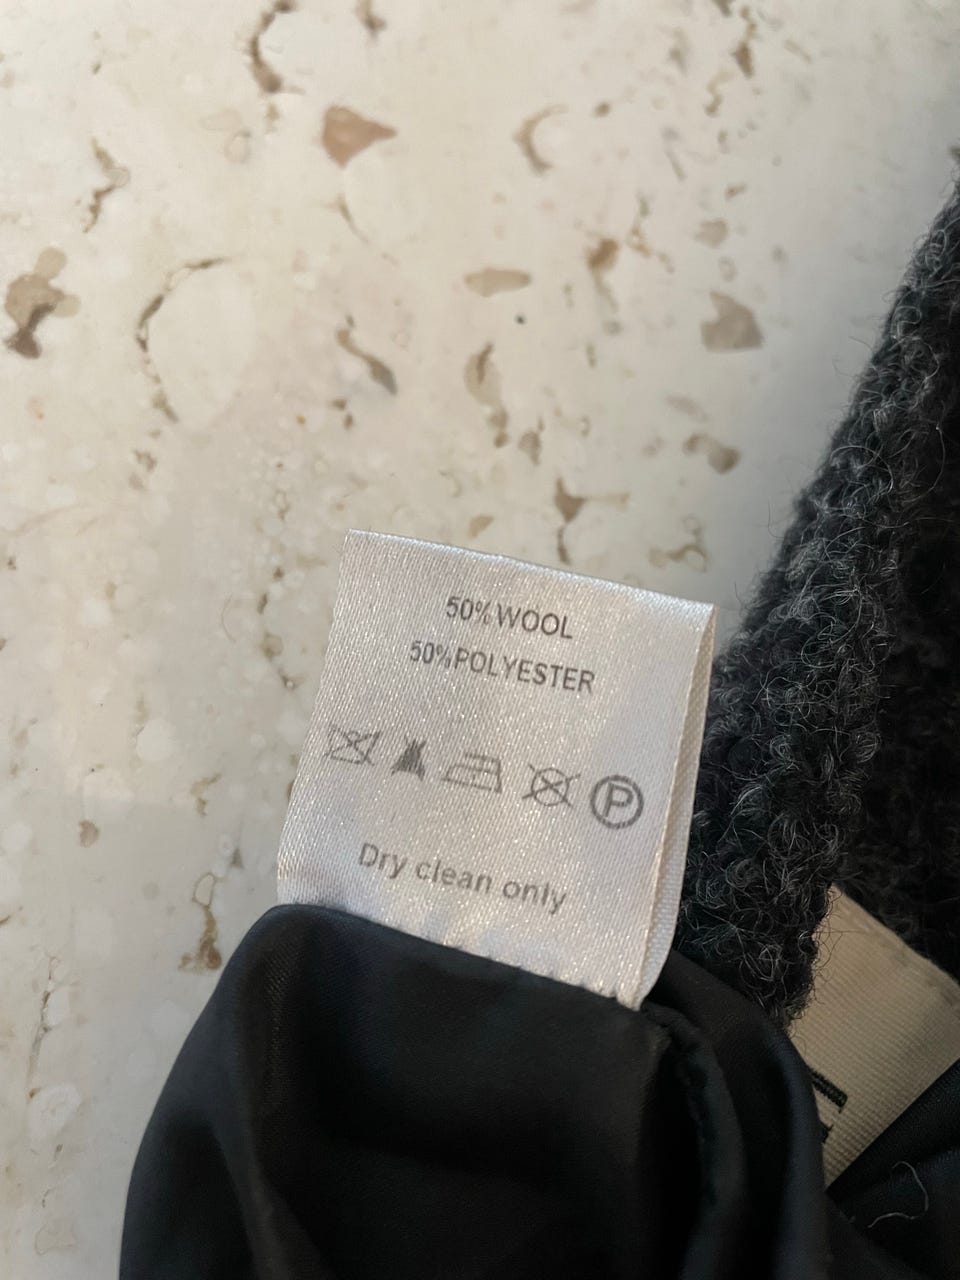 50% WOOL
50% POLYESTER
P
Dry clean only